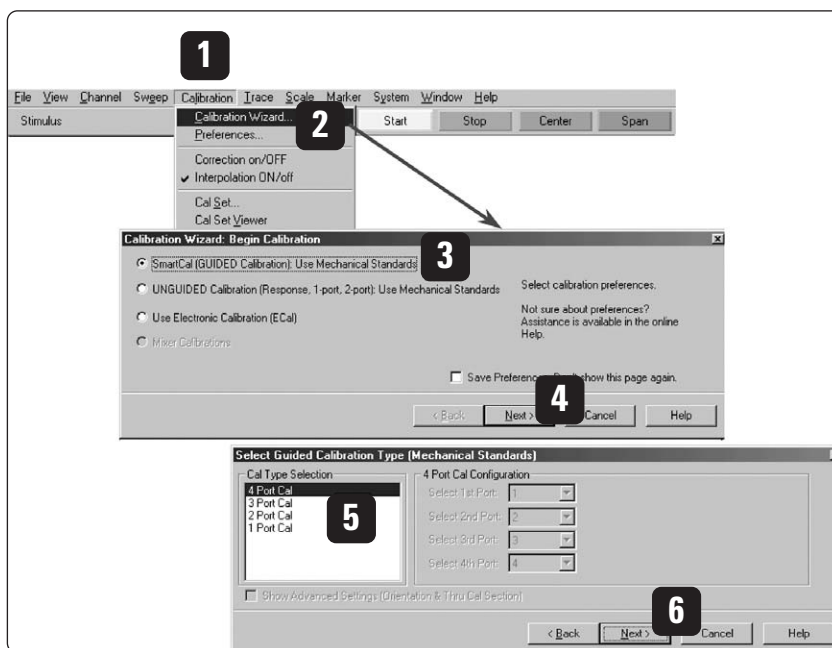 1
File View Channel Sweep Calibration Trace Scale Marker System Window Help
Stimulus
Calibration Wizard...
2
Start Stop Center Span
Preferences...
Correction on/OFF
✔ Interpolation ON/off
Cal Set...
Cal Set Viewer
Calibration Wizard: Begin Calibration
3
SmartCal (GUIDED Calibration): Use Mechanical Standards
UNGUIDED Calibration (Response, 1-port, 2-port): Use Mechanical Standards
Use Electronic Calibration (ECal)
Mixer Calibrations
Select calibration preferences.
Not sure about preferences?
Assistance is available in the online
Help.
Save Preferences show this page again.
4
< Back Next > Cancel Help
Select Guided Calibration Type (Mechanical Standards)
Cal Type Selection
4 Port Cal
3 Port Cal
2 Port Cal
1 Port Cal
5
4 Port Cal Configuration
Select 1st Port: 1
Select 2nd Port: 2
Select 3rd Port: 3
Select 4th Port: 4
Show Advanced Settings (Orientation & Thru Cal Section)
6
< Back Next > Cancel Help